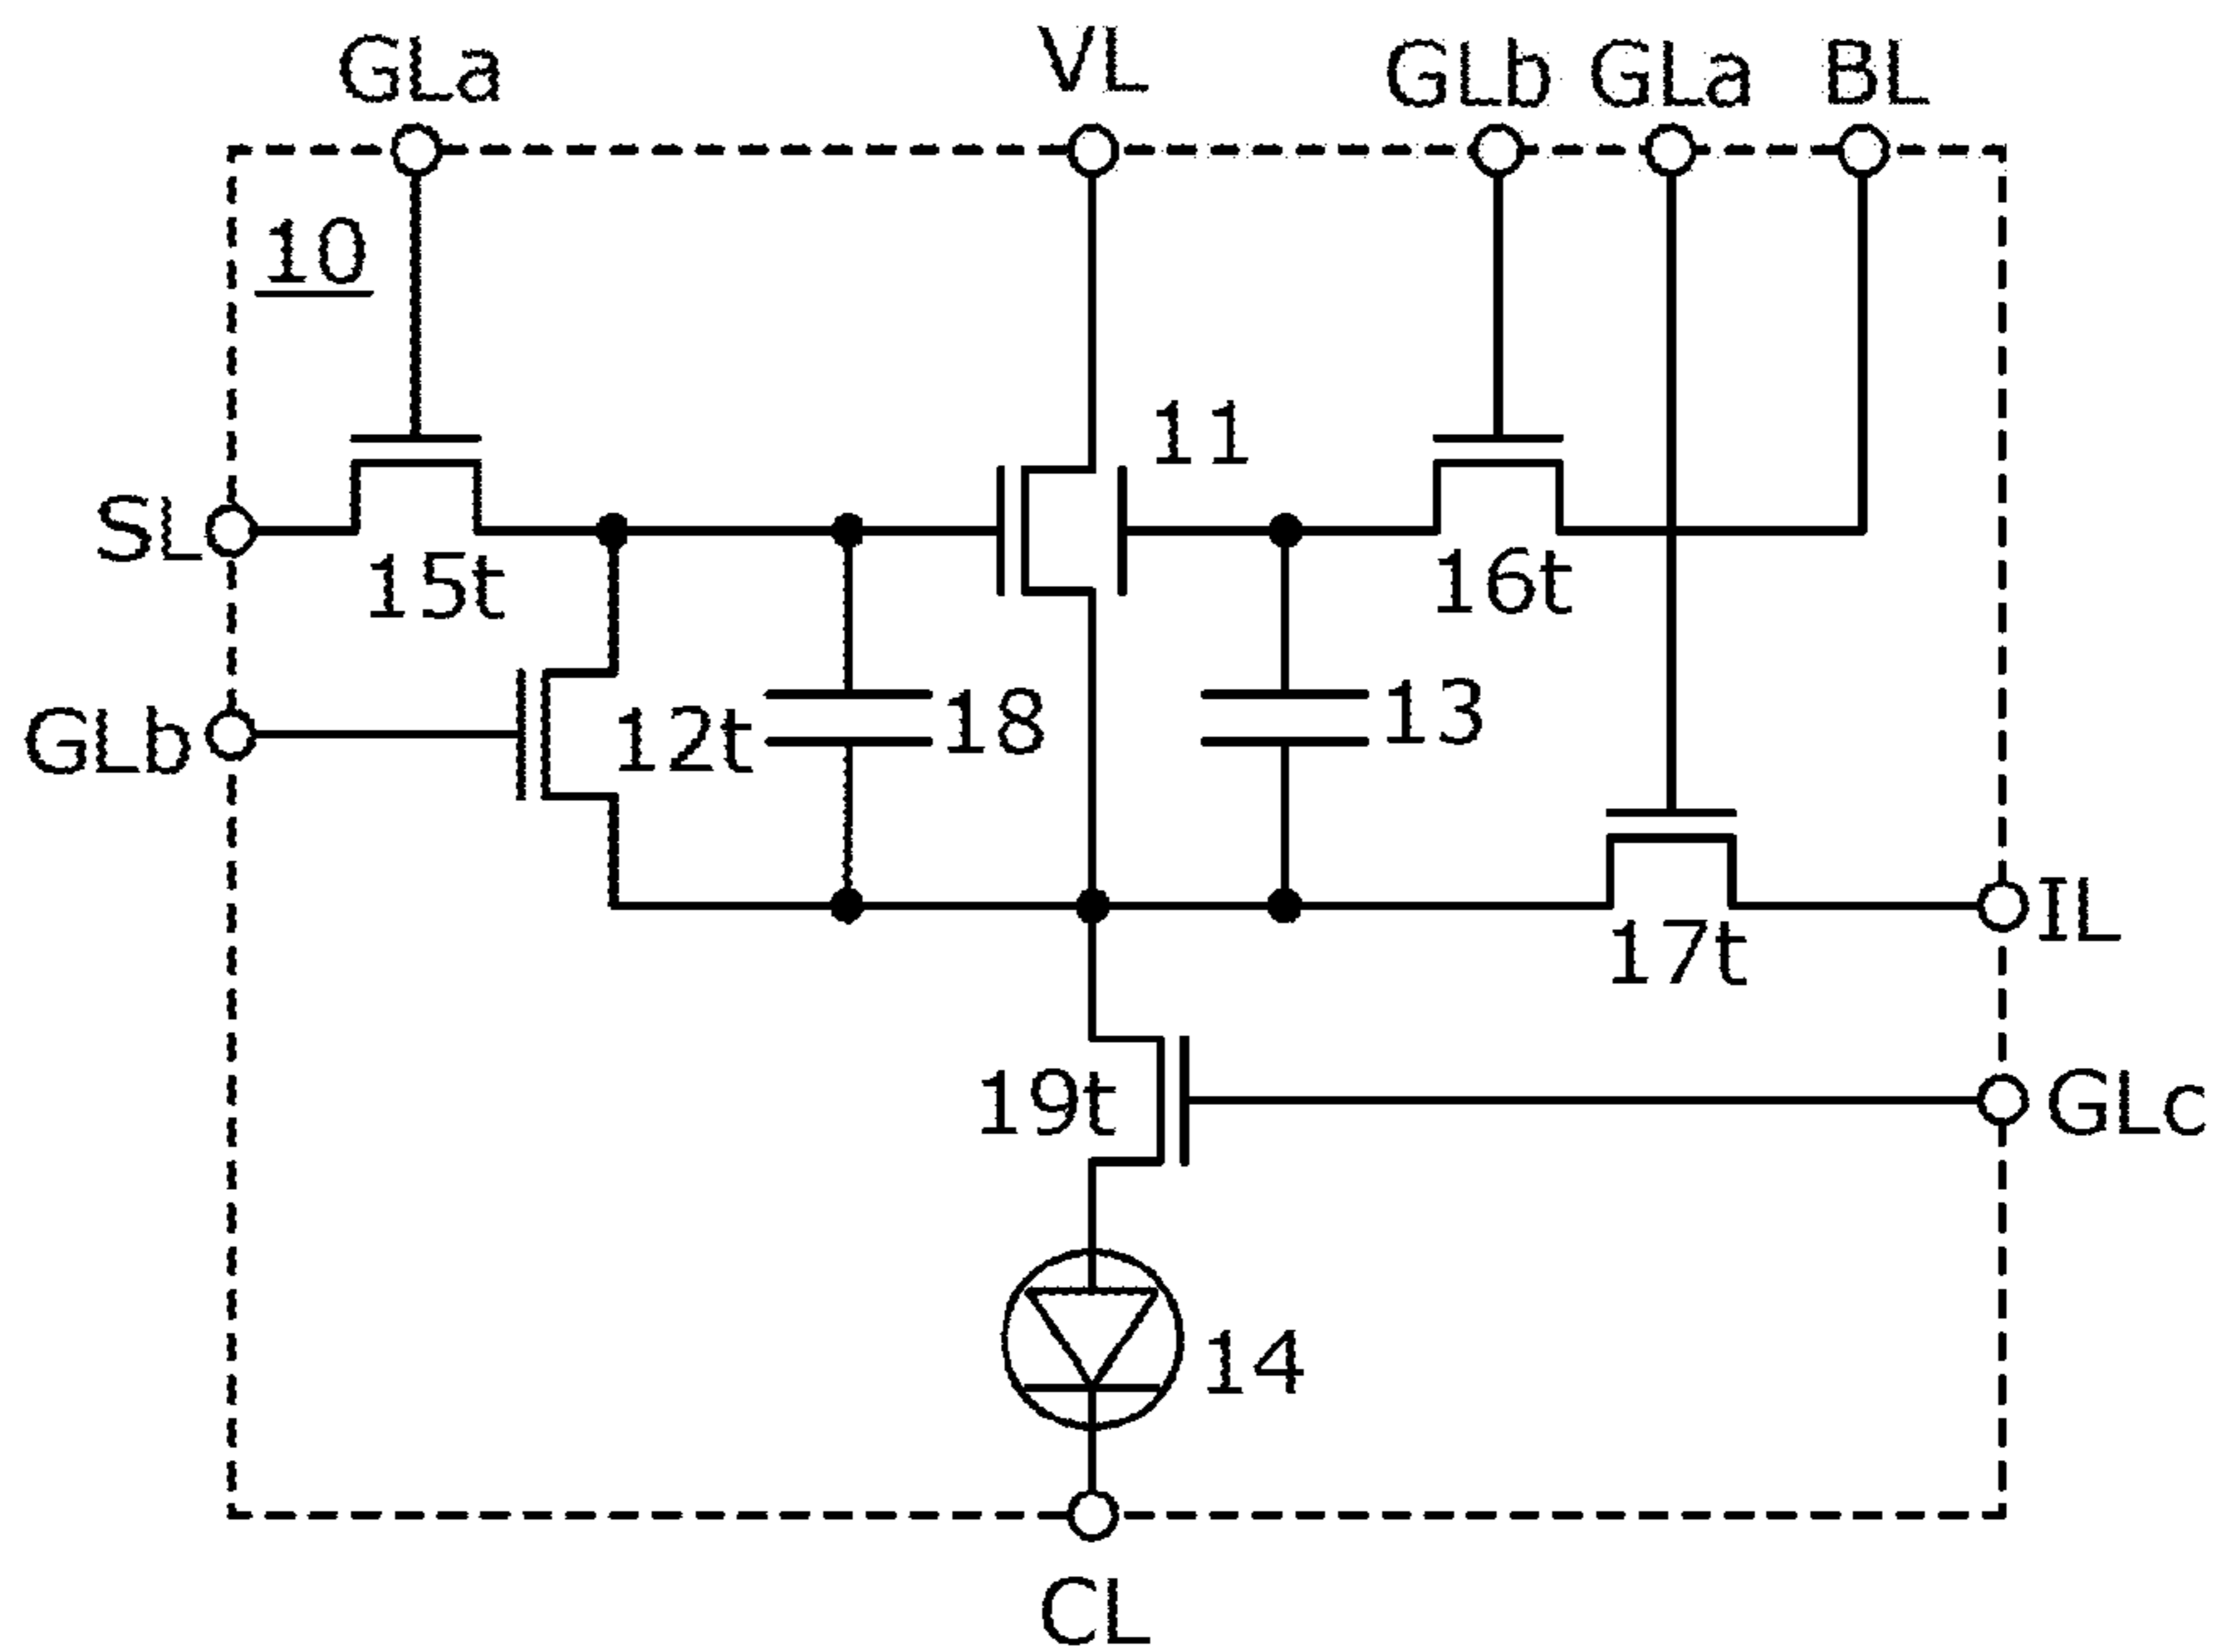 GLa VL GLb GLa BL
10
11
SL
15t 16t
GLb 12t 18 13
IL
17t
19t GLc
14
CL